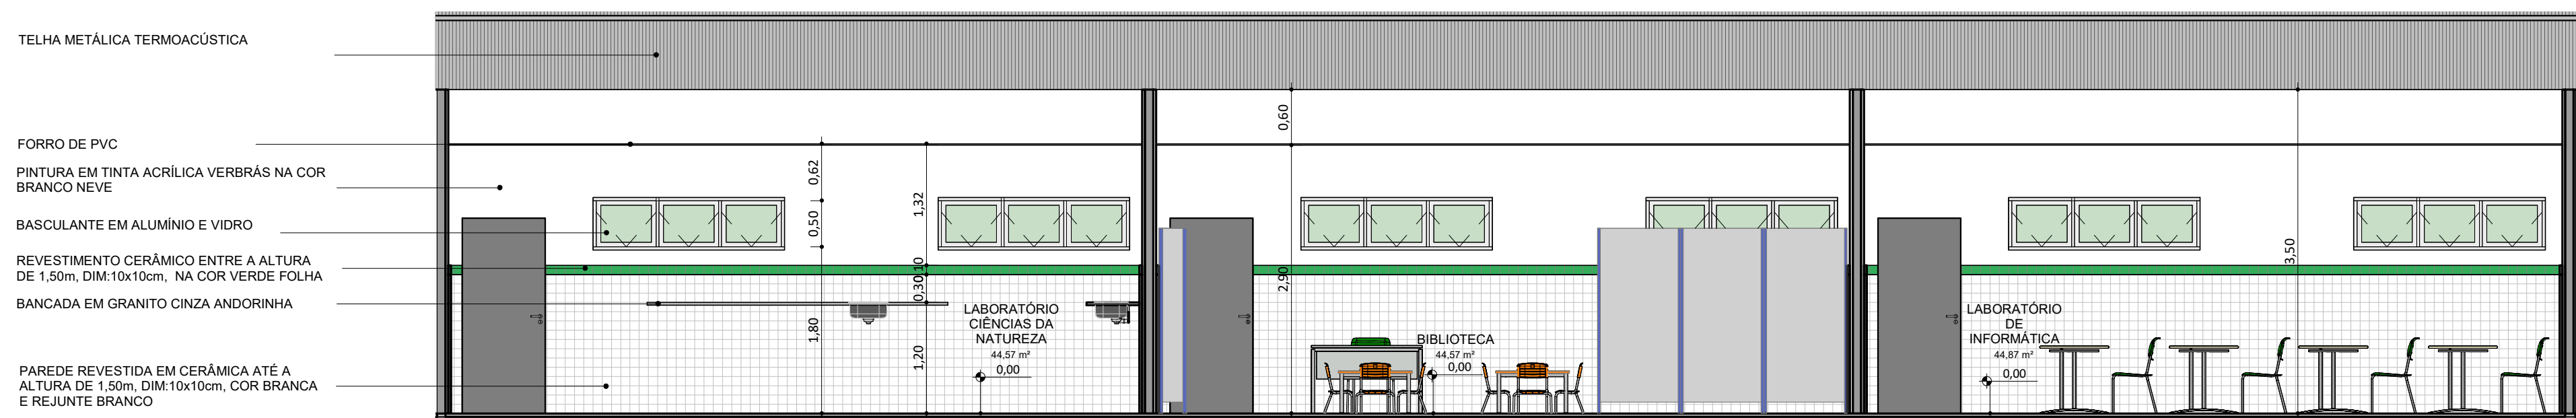 TELHA METÁLICA TERMOACÚSTICA
FORRO DE PVC
PINTURA EM TINTA ACRÍLICA VERBRÁS NA COR
BRANCO NEVE
BASCULANTE EM ALUMÍNIO E VIDRO
REVESTIMENTO CERÂMICO ENTRE A ALTURA
DE 1,50m, DIM:10x10cm, NA COR VERDE FOLHA
BANCADA EM GRANITO CINZA ANDORINHA
PAREDE REVESTIDA EM CERÂMICA ATÉ A
ALTURA DE 1,50m, DIM:10x10cm, COR BRANCA
E REJUNTE BRANCO
0,62
0,50
1,80
1,32
0,10
0,30
1,20
LABORATÓRIO
CIÊNCIAS DA
NATUREZA
44,57 m²
0,00
0,60
2,90
BIBLIOTECA
44,57 m²
0,00
LABORATÓRIO
DE
INFORMÁTICA
44,87 m²
0,00
3,50